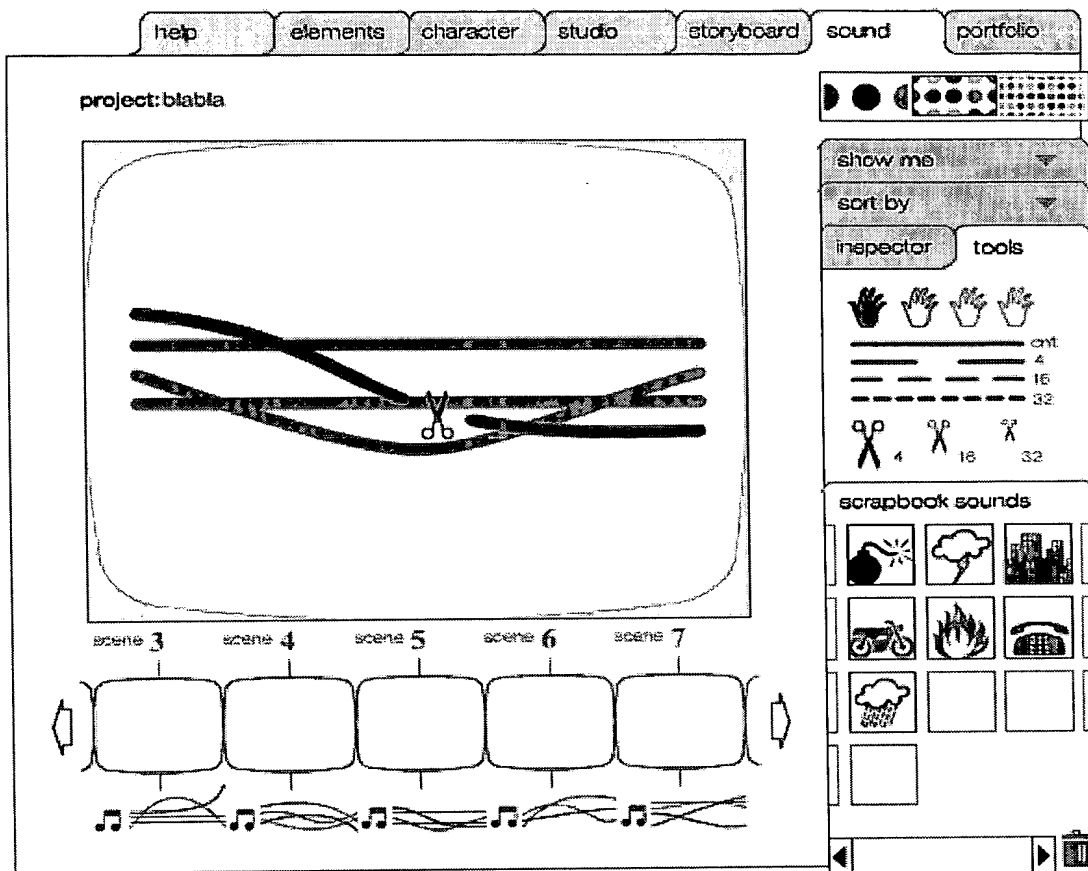 help elements character studio storyboard sound portfolio
project: blabla
show me
sort by
inspector tools
cnt
4
16
32
4 16 32
scrapbook sounds
scene 3 scene 4 scene 5 scene 6 scene 7